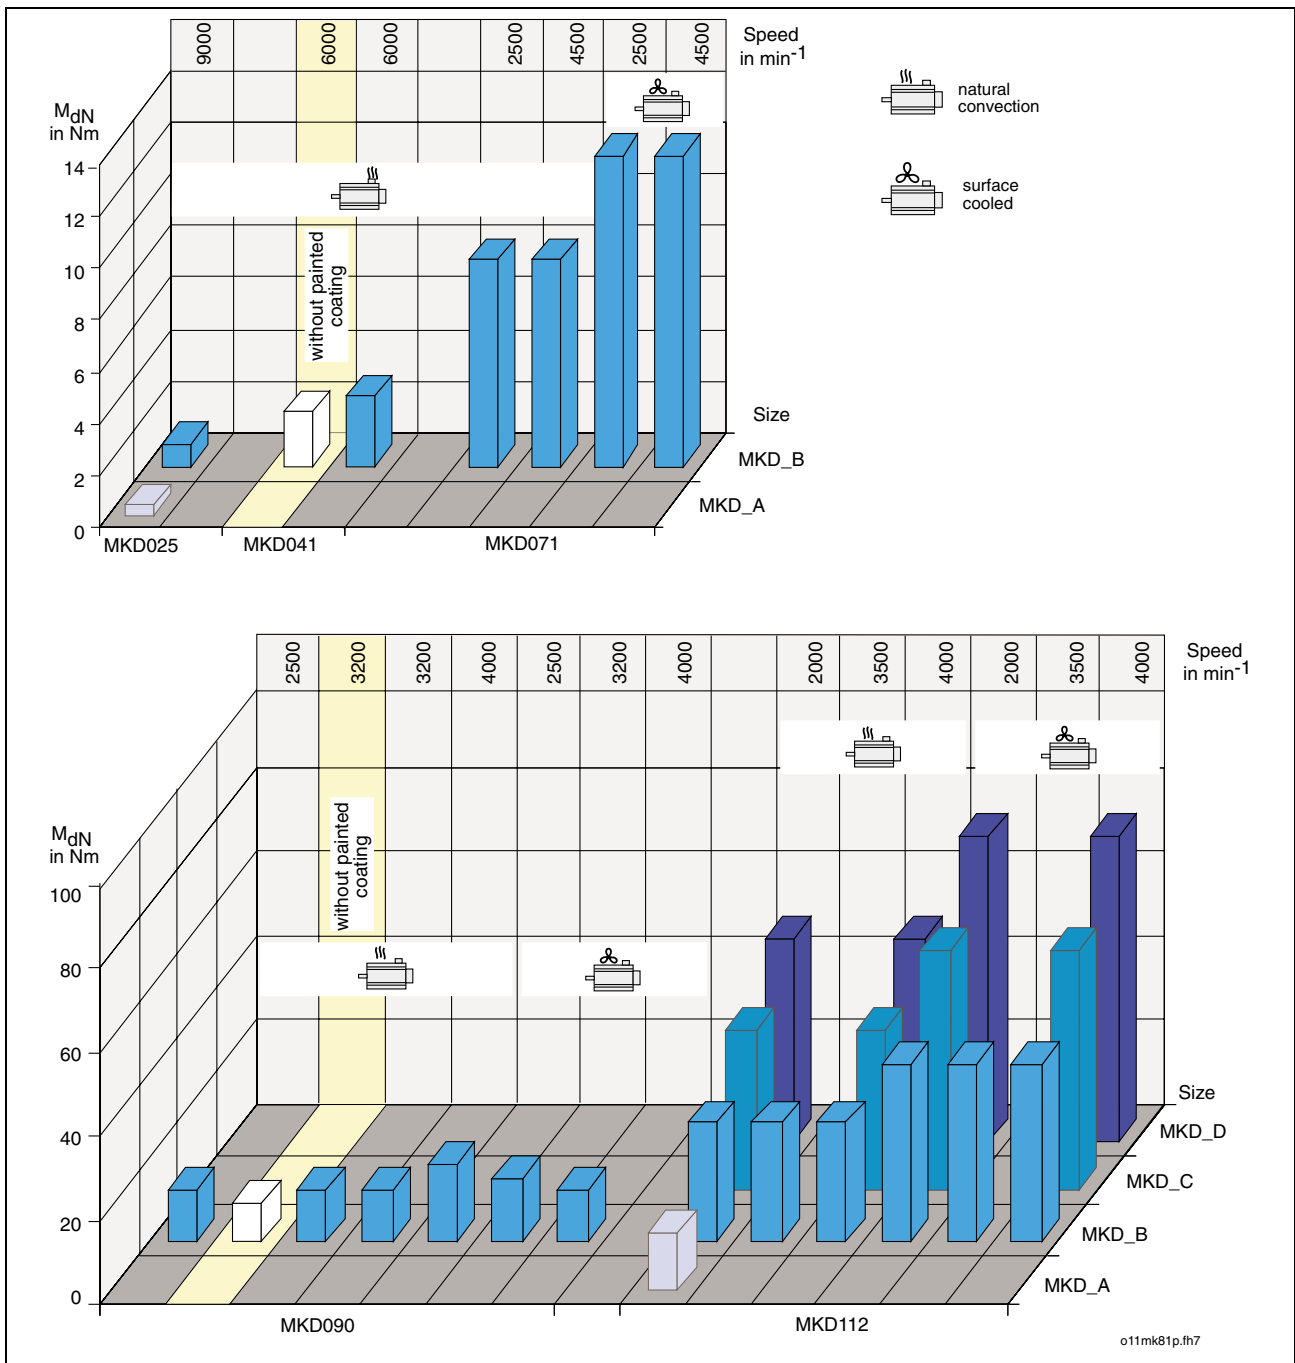 9000
6000
6000
2500
4500
2500
4500
Speed
in min-1
natural
convection
surface
cooled
MdN
in Nm
14
12
10
8
6
4
2
0
without painted
coating
Size
MKD_B
MKD_A
MKD025
MKD041
MKD071
2500
3200
3200
4000
2500
3200
4000
2000
3500
4000
2000
3500
4000
Speed
in min-1
MdN
in Nm
100
80
60
40
20
0
without painted
coating
Size
MKD_D
MKD_C
MKD_B
MKD_A
MKD090
MKD112
o11mk81p.fh7